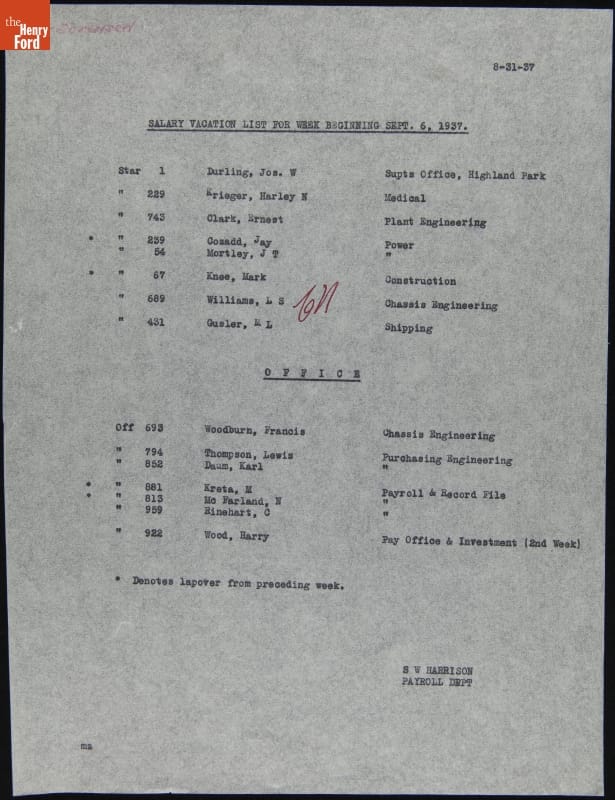 the
Henry
Ford
8-31-37
SALARY VACATION LIST FOR WEEK BEGINNING SEPT. 6, 1937.
Star 1 Durling, Jos. W Supts Office, Highland Park
" 229 Krieger, Harley N Medical
" 743 Clark, Ernest Plant Engineering
* " 239 Cozadd, Jay Power
" 54 Mortley, J T "
* " 67 Knee, Mark Construction
" 689 Williams, L S Chassis Engineering
" 431 Gusler, M L Shipping
O F F I C E
Off 693 Woodburn, Francis Chassis Engineering
" 794 Thompson, Lewis Purchasing Engineering
" 852 Daum, Karl "
* " 881 Kreta, M Payroll & Record File
* " 813 Mc Farland, N "
" 959 Rinehart, C "
" 922 Wood, Harry Pay Office & Investment (2nd Week)
* Denotes lapover from preceding week.
S W HARRISON
PAYROLL DEPT